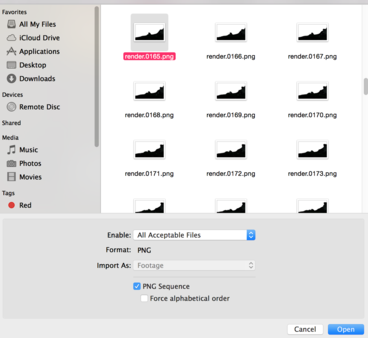 Favorites
All My Files
iCloud Drive
Applications
Desktop
Downloads
Devices
Remote Disc
Shared
Media
Music
Photos
Movies
Tags
Red
render.0165.png render.0166.png render.0167.png
render.0168.png render.0169.png render.0170.png
render.0171.png render.0172.png render.0173.png
Enable: All Acceptable Files
Format: PNG
Import As: Footage
PNG Sequence
Force alphabetical order
Cancel Open